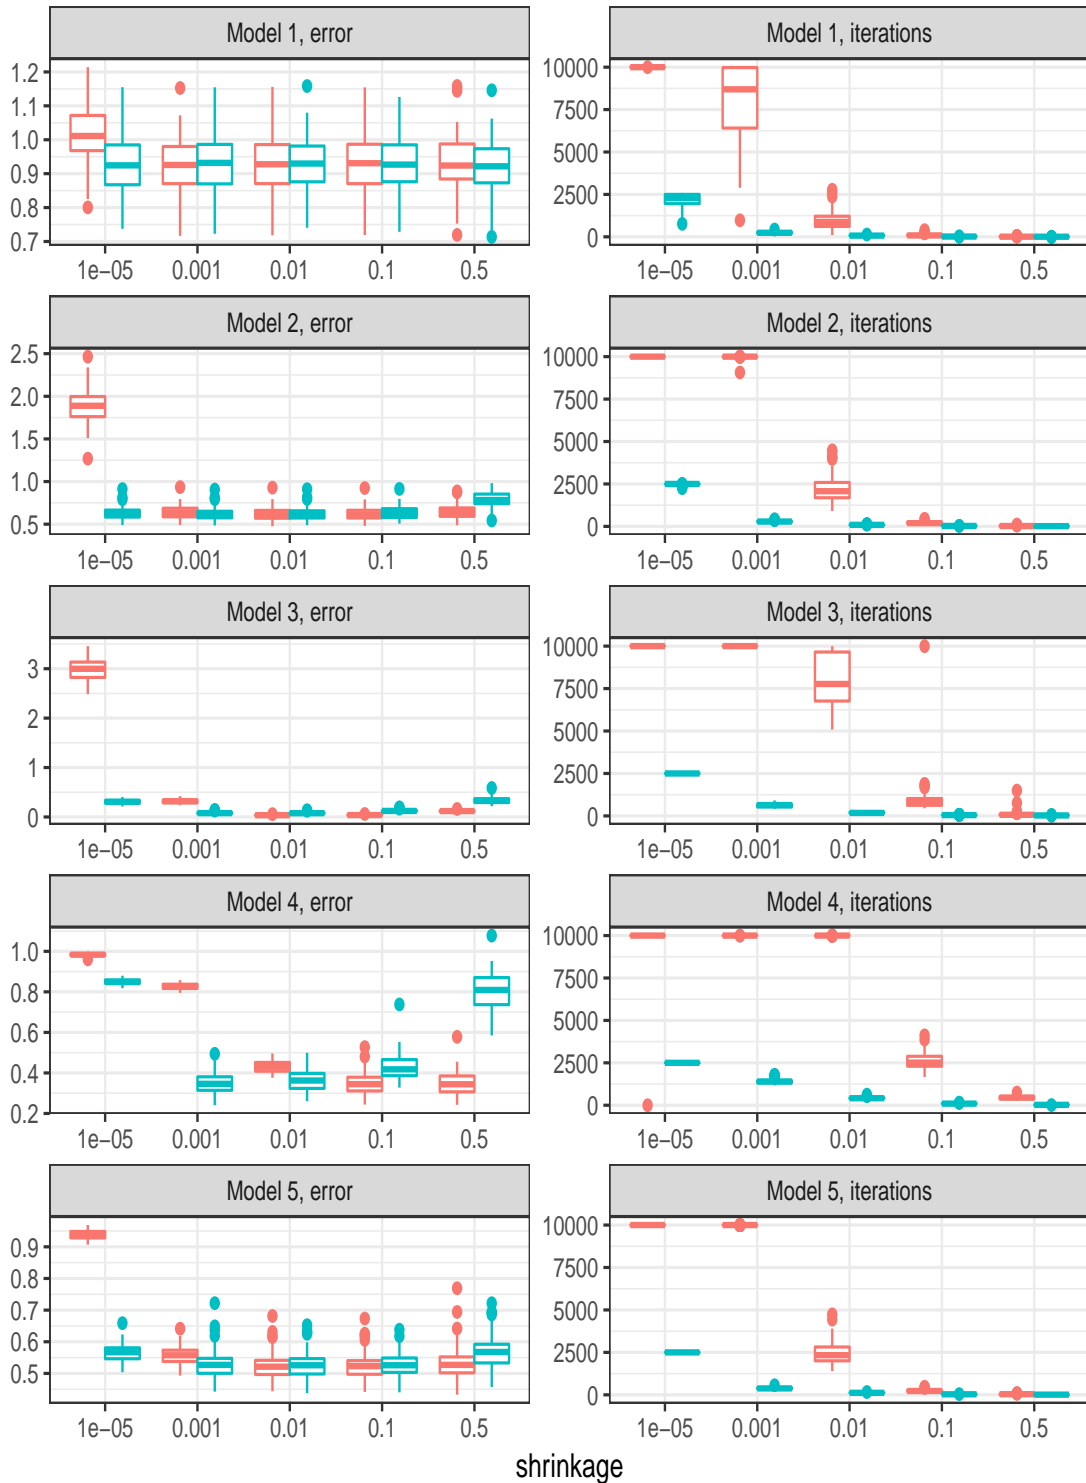 Model 1, error
1.2
1.1
1.0
0.9
0.8
0.7
1e−05 0.001 0.01 0.1 0.5
Model 1, iterations
10000
7500
5000
2500
0
1e−05 0.001 0.01 0.1 0.5
Model 2, error
2.5
2.0
1.5
1.0
0.5
1e−05 0.001 0.01 0.1 0.5
Model 2, iterations
10000
7500
5000
2500
0
1e−05 0.001 0.01 0.1 0.5
Model 3, error
3
2
1
0
1e−05 0.001 0.01 0.1 0.5
Model 3, iterations
10000
7500
5000
2500
0
1e−05 0.001 0.01 0.1 0.5
Model 4, error
1.0
0.8
0.6
0.4
0.2
1e−05 0.001 0.01 0.1 0.5
Model 4, iterations
10000
7500
5000
2500
0
1e−05 0.001 0.01 0.1 0.5
Model 5, error
0.9
0.8
0.7
0.6
0.5
1e−05 0.001 0.01 0.1 0.5
Model 5, iterations
10000
7500
5000
2500
0
1e−05 0.001 0.01 0.1 0.5
shrinkage